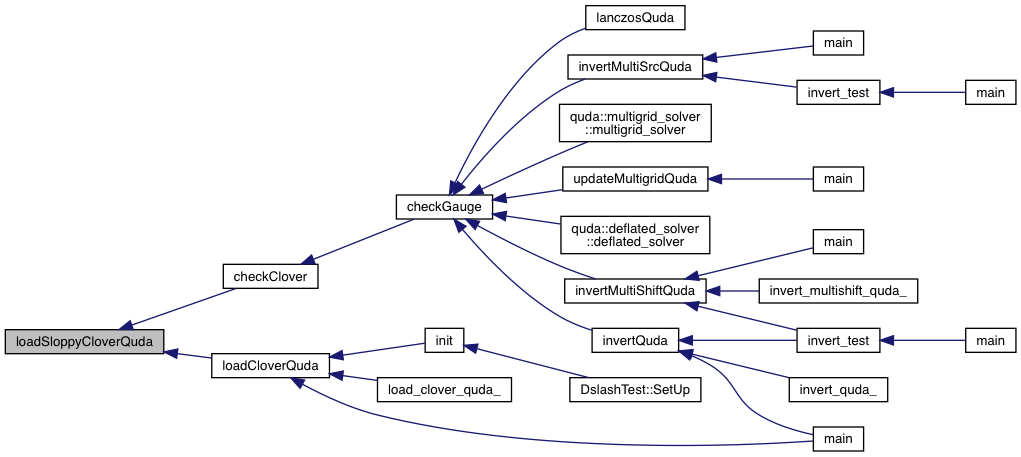 lanczosQuda
main
invertMultiSrcQuda
invert_test
main
quda::multigrid_solver
::multigrid_solver
updateMultigridQuda
main
checkGauge
quda::deflated_solver
::deflated_solver
main
checkClover
invertMultiShiftQuda
invert_multishift_quda_
loadSloppyCloverQuda
init
invertQuda
invert_test
main
loadCloverQuda
load_clover_quda_
DslashTest::SetUp
invert_quda_
main